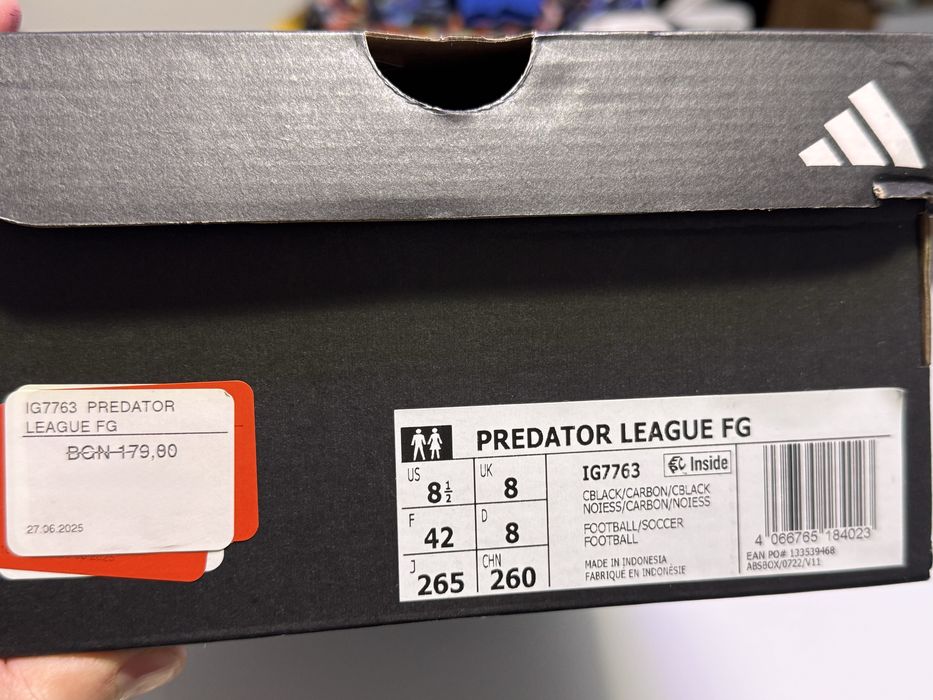 IG7763 PREDATOR
LEAGUE FG
BGN 179,80
27.06.2025
PREDATOR LEAGUE FG
US 8½ UK 8
F 42 D 8
J 265 CHN 260
IG7763 Inside
CBLACK/CARBON/CBLACK
NOIESS/CARBON/NOIESS
FOOTBALL/SOCCER
FOOTBALL
MADE IN INDONESIA
FABRIQUÉ EN INDONÉSIE
4 066765 184023
EAN PO# 133539468
ABSBOX/0722/V11